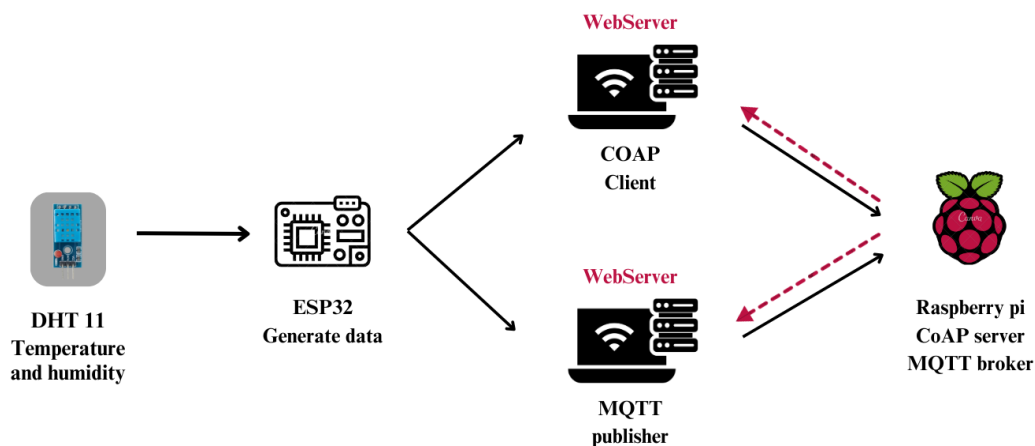 WebServer
COAP
Client
DHT 11
Temperature
and humidity
ESP32
Generate data
WebServer
MQTT
publisher
Canva
Raspberry pi
CoAP server
MQTT broker